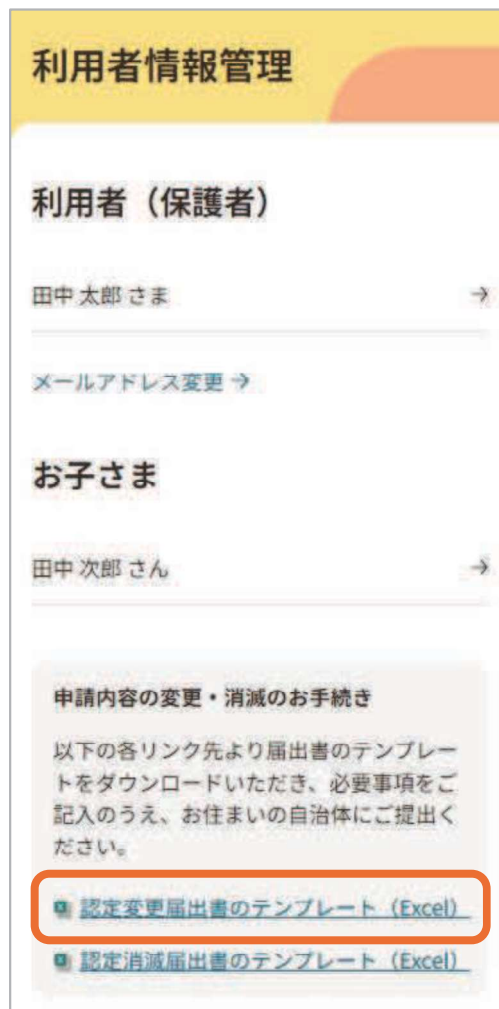 利用者情報管理
利用者（保護者）
田中 太郎 さま →
メールアドレス変更 →
お子さま
田中 次郎 さん →
申請内容の変更・消滅のお手続き
以下の各リンク先より届出書のテンプレー
トをダウンロードいただき、必要事項をご
記入のうえ、お住まいの自治体にご提出く
ださい。
認定変更届出書のテンプレート（Excel）
認定消滅届出書のテンプレート（Excel）